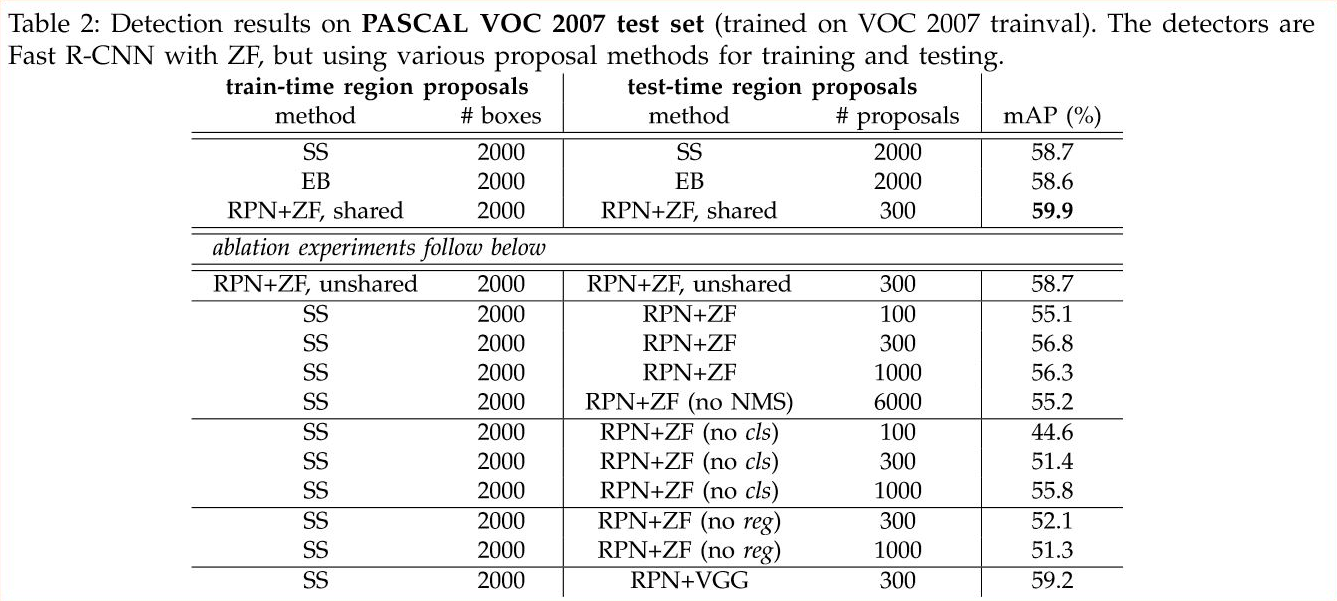 Table 2: Detection results on PASCAL VOC 2007 test set (trained on VOC 2007 trainval). The detectors are
Fast R-CNN with ZF, but using various proposal methods for training and testing.
train-time region proposals test-time region proposals
method # boxes method # proposals mAP (%)
SS 2000 SS 2000 58.7
EB 2000 EB 2000 58.6
RPN+ZF, shared 2000 RPN+ZF, shared 300 59.9
ablation experiments follow below
RPN+ZF, unshared 2000 RPN+ZF, unshared 300 58.7
SS 2000 RPN+ZF 100 55.1
SS 2000 RPN+ZF 300 56.8
SS 2000 RPN+ZF 1000 56.3
SS 2000 RPN+ZF (no NMS) 6000 55.2
SS 2000 RPN+ZF (no cls) 100 44.6
SS 2000 RPN+ZF (no cls) 300 51.4
SS 2000 RPN+ZF (no cls) 1000 55.8
SS 2000 RPN+ZF (no reg) 300 52.1
SS 2000 RPN+ZF (no reg) 1000 51.3
SS 2000 RPN+VGG 300 59.2